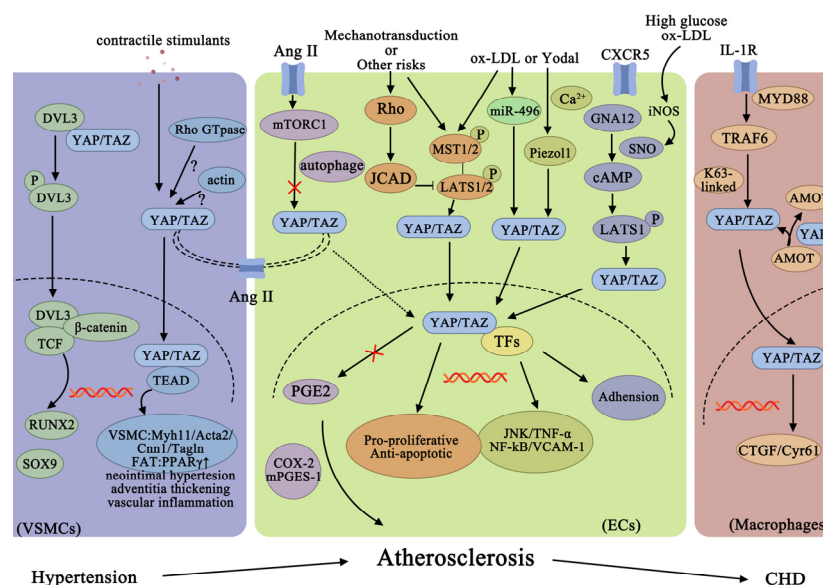 contractile stimulants
DVL3
YAP/TAZ
Rho GTpasc
?
actin
?
P
DVL3
YAP/TAZ
DVL3
β-catenin
TCF
YAP/TAZ
TEAD
RUNX2
SOX9
VSMC:Myh11/Acta2/
Cnn1/Tagln
FAT:PPARγ↑
neointimal hypertesion
adventitia thickening
vascular inflammation
(VSMCs)
Ang II
Ang II
mTORC1
autophage
YAP/TAZ
Mechanotransduction
or
Other risks
Rho
JCAD
MST1/2
P
LATS1/2
P
YAP/TAZ
ox-LDL or Yodal
miR-496
Ca2+
Piezol1
YAP/TAZ
CXCR5
GNA12
cAMP
LATS1
P
YAP/TAZ
High glucose
ox-LDL
iNOS
SNO
YAP/TAZ
TFs
PGE2
COX-2
mPGES-1
Pro-proliferative
Anti-apoptotic
JNK/TNF-α
NF-kB/VCAM-1
Adhension
(ECs)
IL-1R
MYD88
TRAF6
K63-
linked
YAP/TAZ
AMOT
YAP
AMOT
YAP/TAZ
CTGF/Cyr61
(Macrophages
Hypertension
Atherosclerosis
CHD